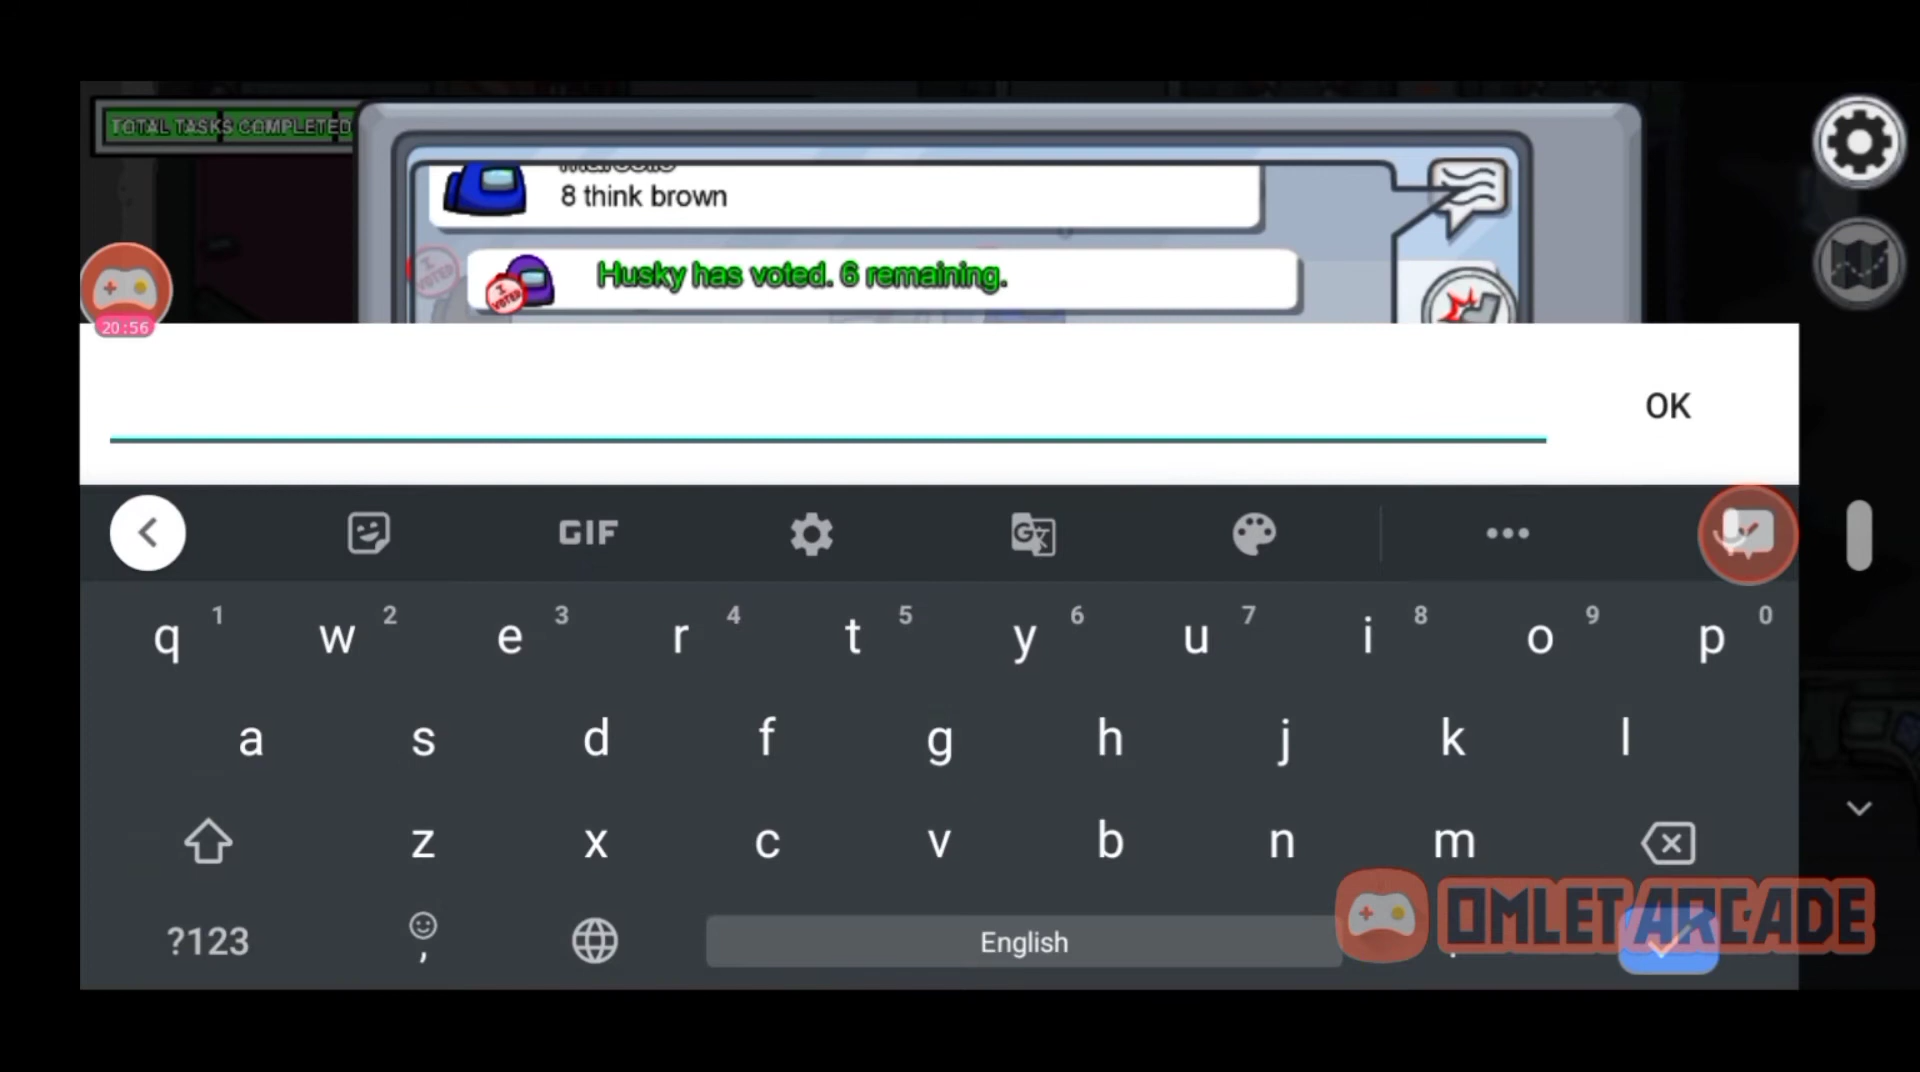 TOTAL TASKS COMPLETED
8 think brown
I VOTED
Husky has voted. 6 remaining.
20:56
OK
GIF
G
q 1 w 2 e 3 r 4 t 5 y 6 u 7 i 8 o 9 p 0
a s d f g h j k l
z x c v b n m
?123 , English .
OMLET ARCADE